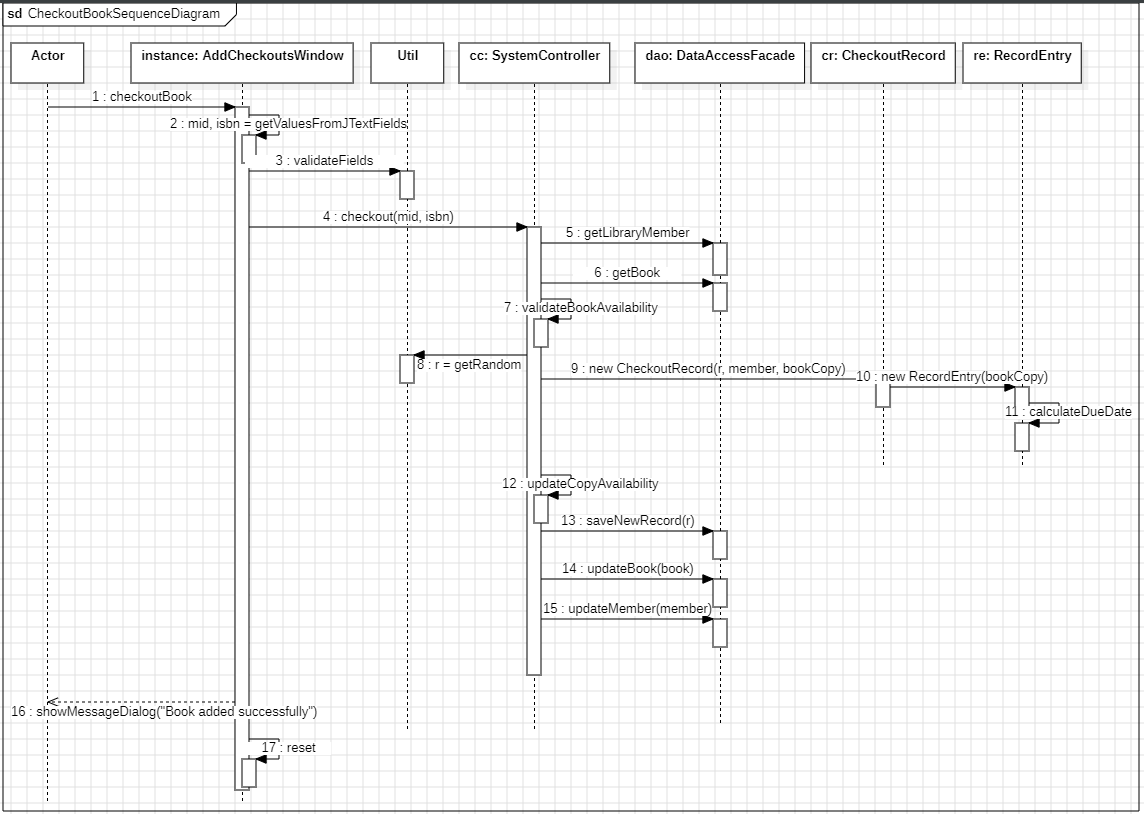 sd CheckoutBookSequenceDiagram
Actor
instance: AddCheckoutsWindow
Util
cc: SystemController
dao: DataAccessFacade
cr: CheckoutRecord
re: RecordEntry
1 : checkoutBook
2 : mid, isbn = getValuesFromJTextFields
3 : validateFields
4 : checkout(mid, isbn)
5 : getLibraryMember
6 : getBook
7 : validateBookAvailability
8 : r = getRandom
9 : new CheckoutRecord(r, member, bookCopy)
10 : new RecordEntry(bookCopy)
11 : calculateDueDate
12 : updateCopyAvailability
13 : saveNewRecord(r)
14 : updateBook(book)
15 : updateMember(member)
16 : showMessageDialog("Book added successfully")
17 : reset